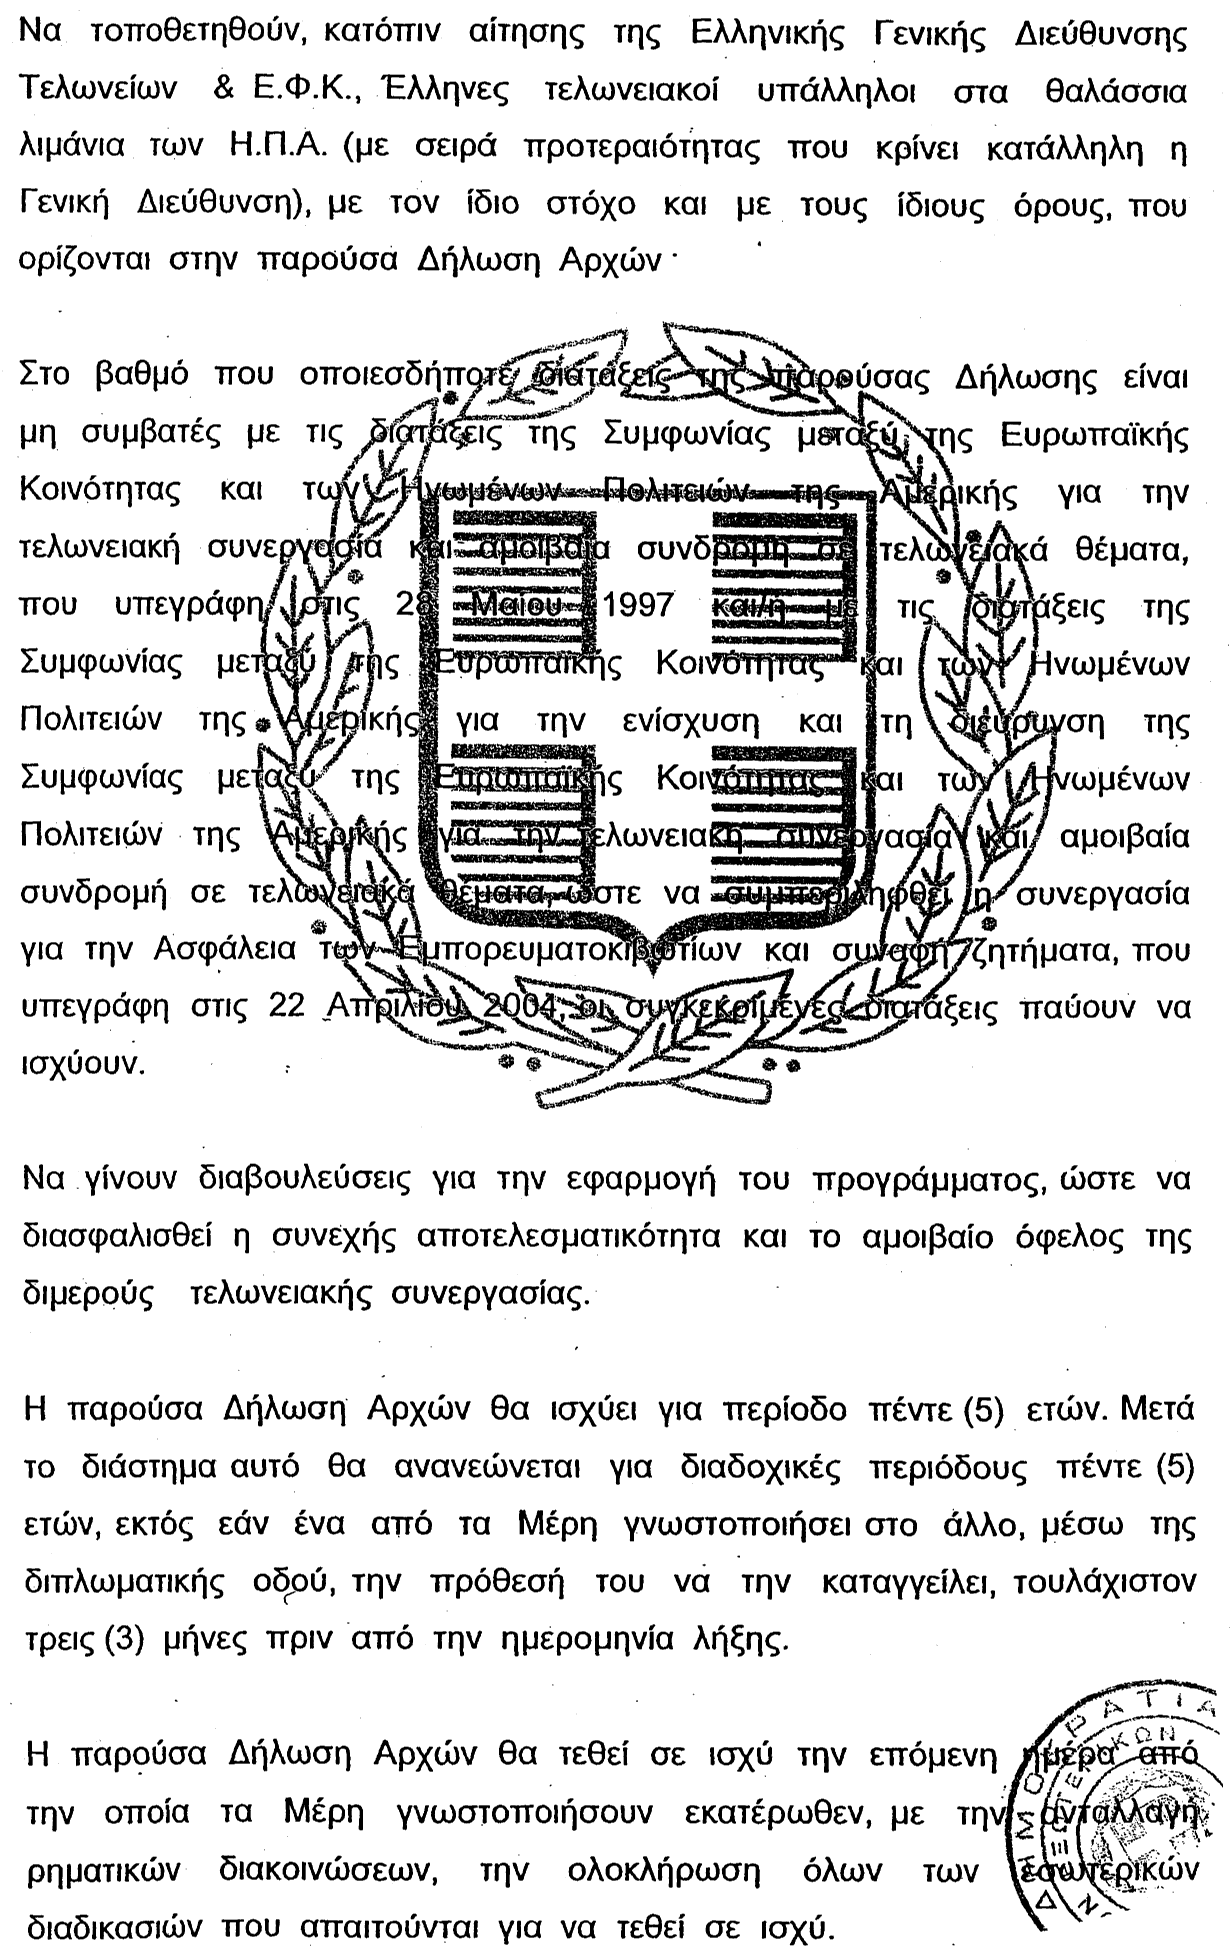 Να τοποθετηθούν, κατόπιν αίτησης της Ελληνικής Γενικής Διεύθυνσης
Τελωνείων & Ε.Φ.Κ., Έλληνες τελωνειακοί υπάλληλοι στα θαλάσσια
λιμάνια των Η.Π.Α. (με σειρά προτεραιότητας που κρίνει κατάλληλη η
Γενική Διεύθυνση), με τον ίδιο στόχο και με τους ίδιους όρους, που
ορίζονται στην παρούσα Δήλωση Αρχών ·
Στο βαθμό που οποιεσδήποτε διατάξεις της παρούσας Δήλωσης είναι
μη συμβατές με τις διατάξεις της Συμφωνίας μεταξύ της Ευρωπαϊκής
Κοινότητας και των Ηνωμένων Πολιτειών της Αμερικής για την
τελωνειακή συνεργασία και αμοιβαία συνδρομή σε τελωνειακά θέματα,
που υπεγράφη στις 28 Μαΐου 1997 και/ή με τις διατάξεις της
Συμφωνίας μεταξύ της Ευρωπαϊκής Κοινότητας και των Ηνωμένων
Πολιτειών της Αμερικής για την ενίσχυση και τη διεύρυνση της
Συμφωνίας μεταξύ της Ευρωπαϊκής Κοινότητας και των Ηνωμένων
Πολιτειών της Αμερικής για την τελωνειακή συνεργασία και αμοιβαία
συνδρομή σε τελωνειακά θέματα, ώστε να συμπεριληφθεί η συνεργασία
για την Ασφάλεια των Εμπορευματοκιβωτίων και συναφή ζητήματα, που
υπεγράφη στις 22 Απριλίου 2004, οι συγκεκριμένες διατάξεις παύουν να
ισχύουν.
Να γίνουν διαβουλεύσεις για την εφαρμογή του προγράμματος, ώστε να
διασφαλισθεί η συνεχής αποτελεσματικότητα και το αμοιβαίο όφελος της
διμερούς τελωνειακής συνεργασίας.
Η παρούσα Δήλωση Αρχών θα ισχύει για περίοδο πέντε (5) ετών. Μετά
το διάστημα αυτό θα ανανεώνεται για διαδοχικές περιόδους πέντε (5)
ετών, εκτός εάν ένα από τα Μέρη γνωστοποιήσει στο άλλο, μέσω της
διπλωματικής οδού, την πρόθεσή του να την καταγγείλει, τουλάχιστον
τρεις (3) μήνες πριν από την ημερομηνία λήξης.
Η παρούσα Δήλωση Αρχών θα τεθεί σε ισχύ την επόμενη ημέρα από
την οποία τα Μέρη γνωστοποιήσουν εκατέρωθεν, με την ανταλλαγή
ρηματικών διακοινώσεων, την ολοκλήρωση όλων των εσωτερικών
διαδικασιών που απαιτούνται για να τεθεί σε ισχύ.